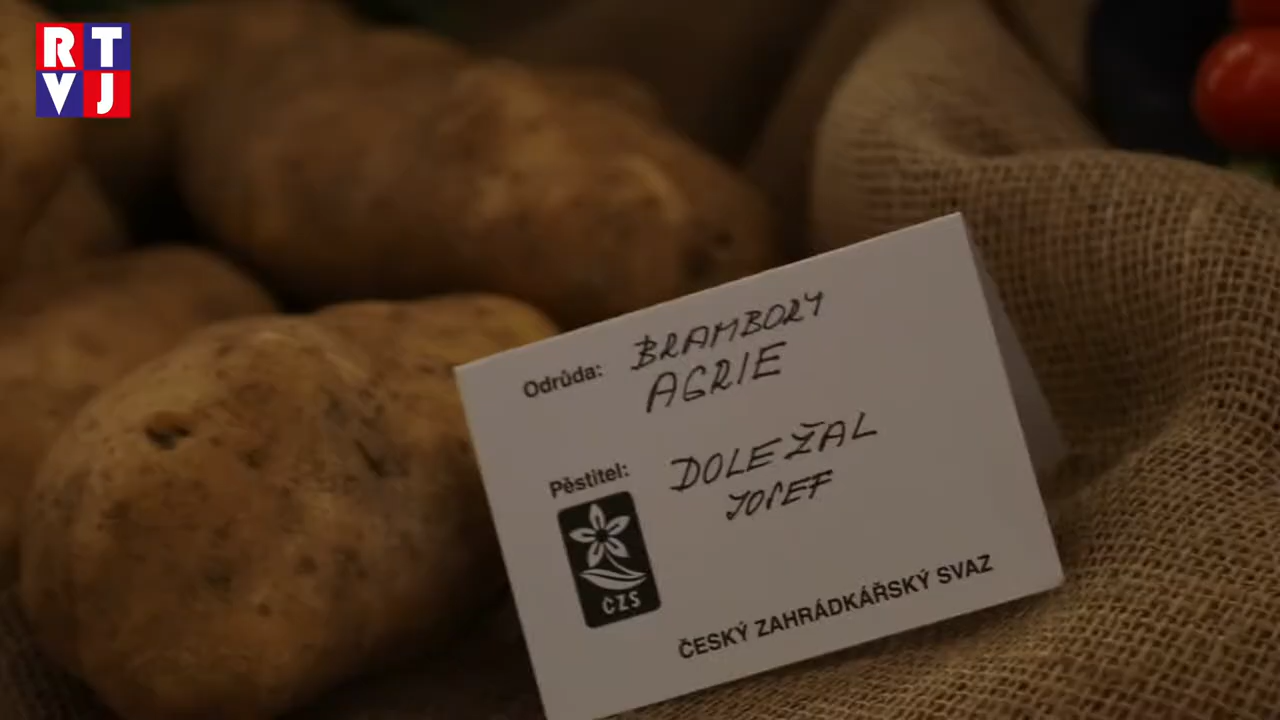 RT
VJ
Odrůda: BRAMBORY
AGRIE
Pěstitel: DOLEŽAL
JOSEF
ČZS
ČESKÝ ZAHRÁDKÁŘSKÝ SVAZ